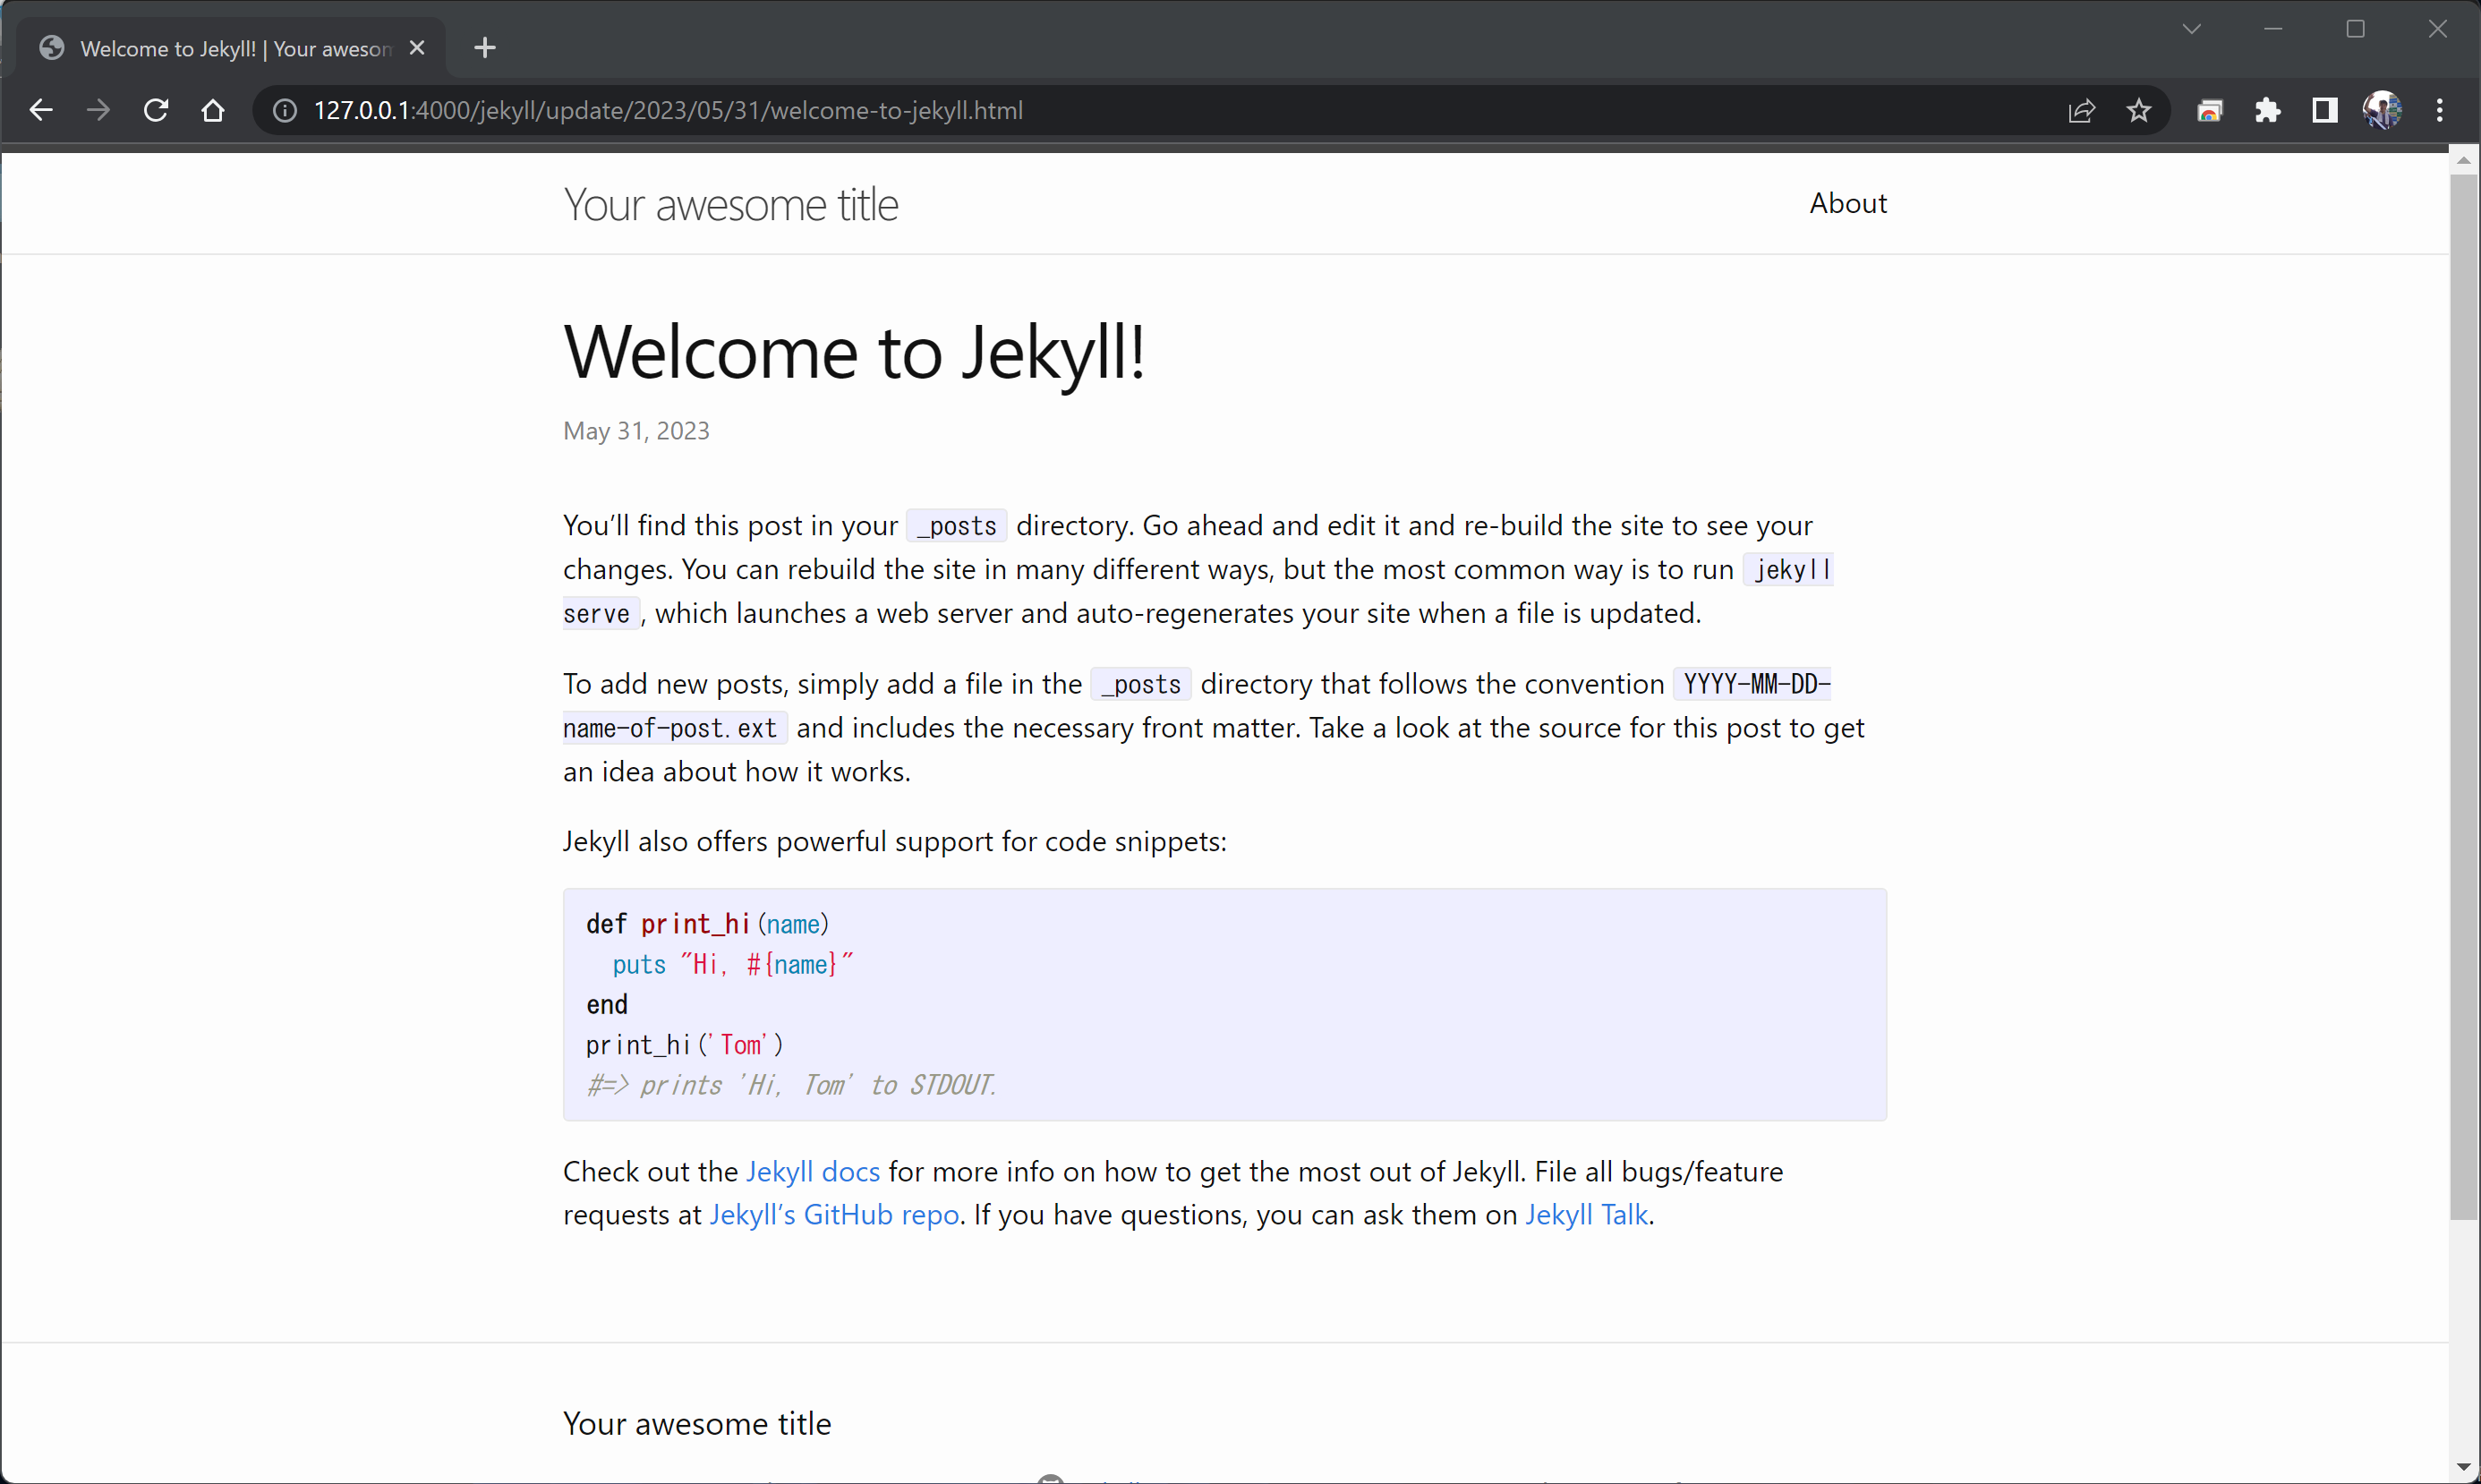 Welcome to Jekyll! | Your awesom
127.0.0.1:4000/jekyll/update/2023/05/31/welcome-to-jekyll.html
Your awesome title
About
Welcome to Jekyll!
May 31, 2023
You’ll find this post in your _posts directory. Go ahead and edit it and re-build the site to see your
changes. You can rebuild the site in many different ways, but the most common way is to run jekyll
serve , which launches a web server and auto-regenerates your site when a file is updated.
To add new posts, simply add a file in the _posts directory that follows the convention YYYY-MM-DD-
name-of-post.ext and includes the necessary front matter. Take a look at the source for this post to get
an idea about how it works.
Jekyll also offers powerful support for code snippets:
def print_hi(name)
  puts "Hi, #{name}"
end
print_hi('Tom')
#=> prints 'Hi, Tom' to STDOUT.
Check out the Jekyll docs for more info on how to get the most out of Jekyll. File all bugs/feature
requests at Jekyll’s GitHub repo. If you have questions, you can ask them on Jekyll Talk.
Your awesome title